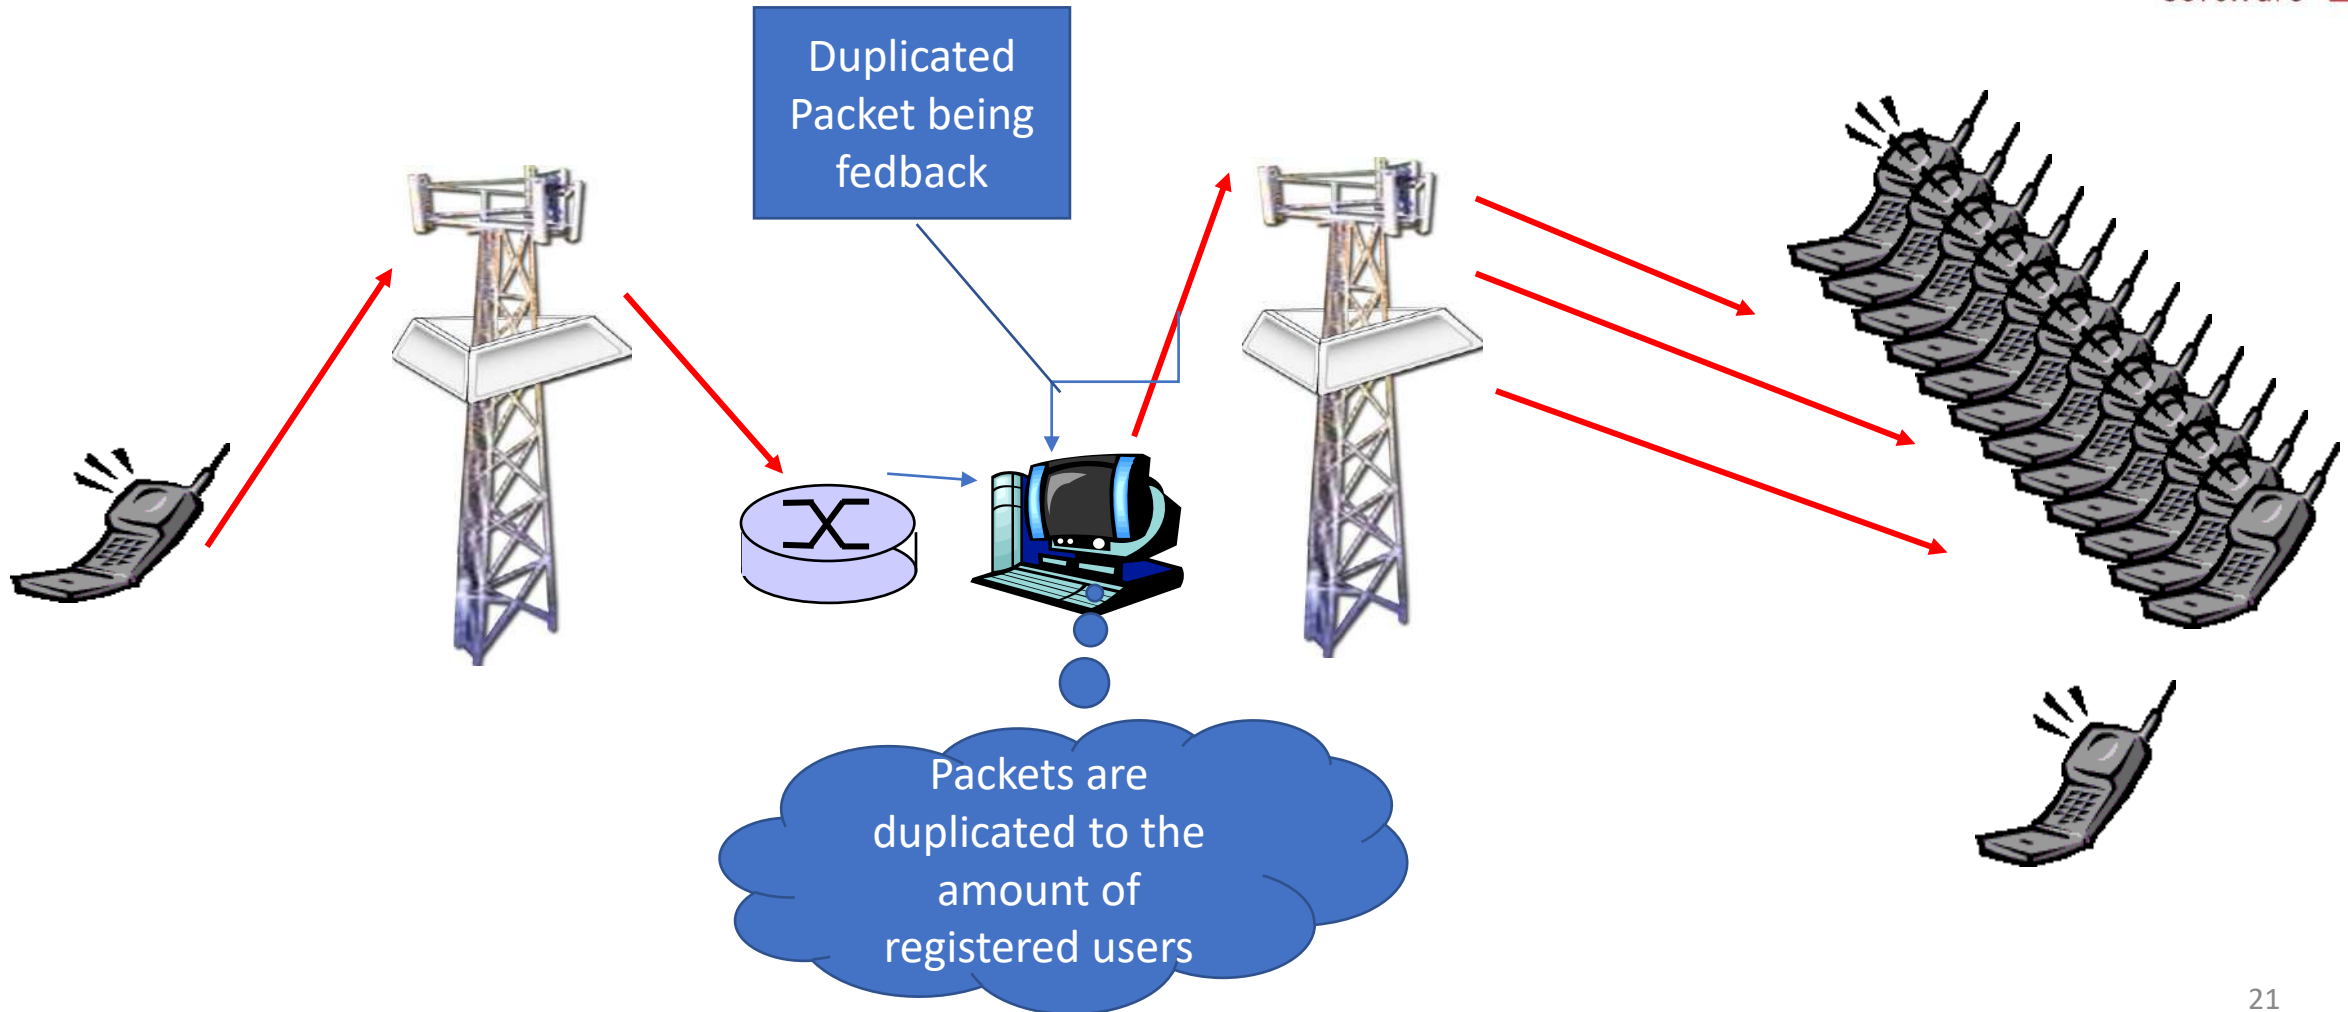 Duplicated
Packet being
fedback
Packets are
duplicated to the
amount of
registered users
21